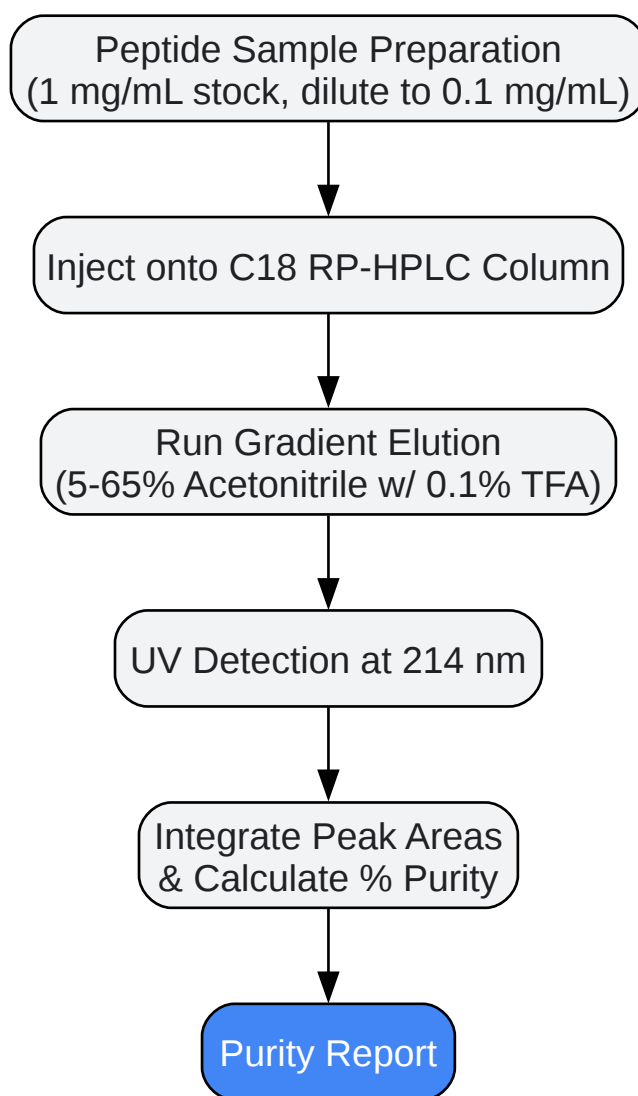 Peptide Sample Preparation
(1 mg/mL stock, dilute to 0.1 mg/mL)
Inject onto C18 RP-HPLC Column
Run Gradient Elution
(5-65% Acetonitrile w/ 0.1% TFA)
UV Detection at 214 nm
Integrate Peak Areas
& Calculate % Purity
Purity Report